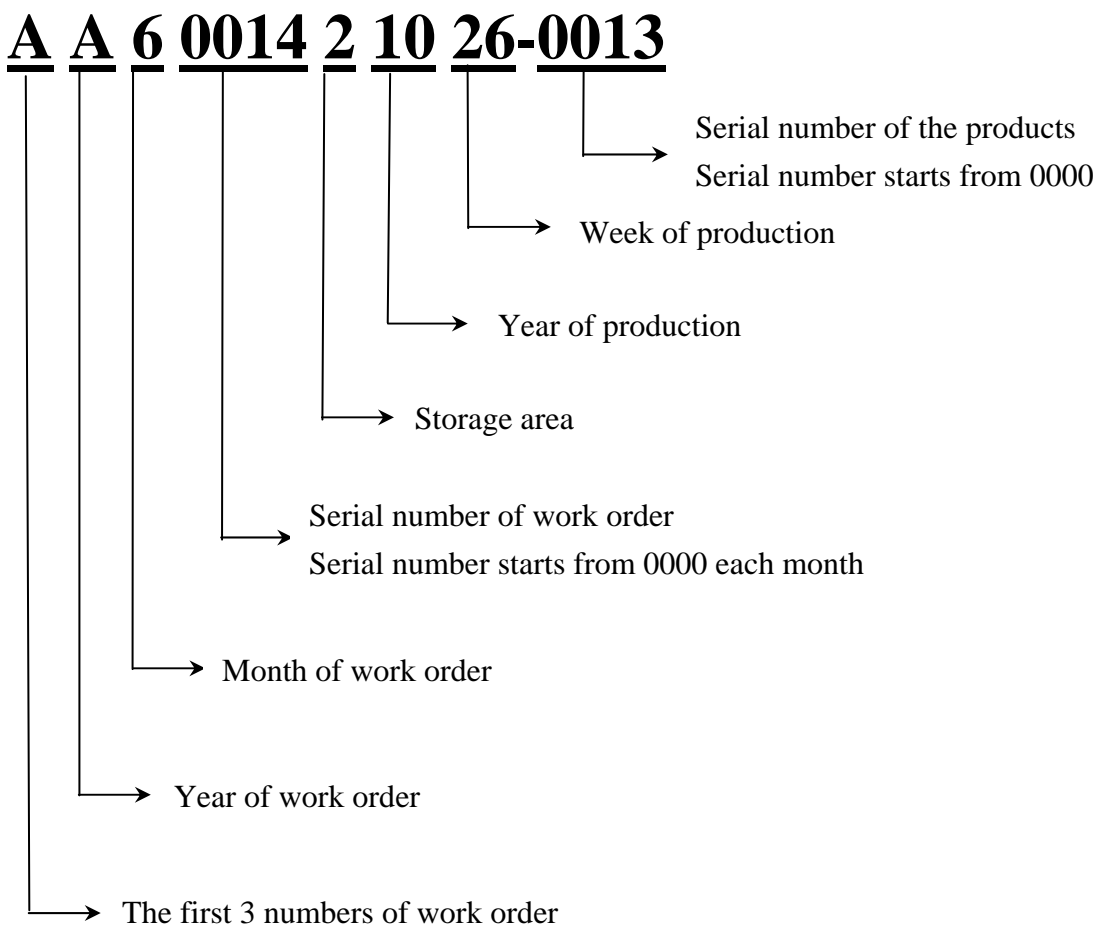 A A 6 0014 2 10 26-0013
Serial number of the products
Serial number starts from 0000
Week of production
Year of production
Storage area
Serial number of work order
Serial number starts from 0000 each month
Month of work order
Year of work order
The first 3 numbers of work order